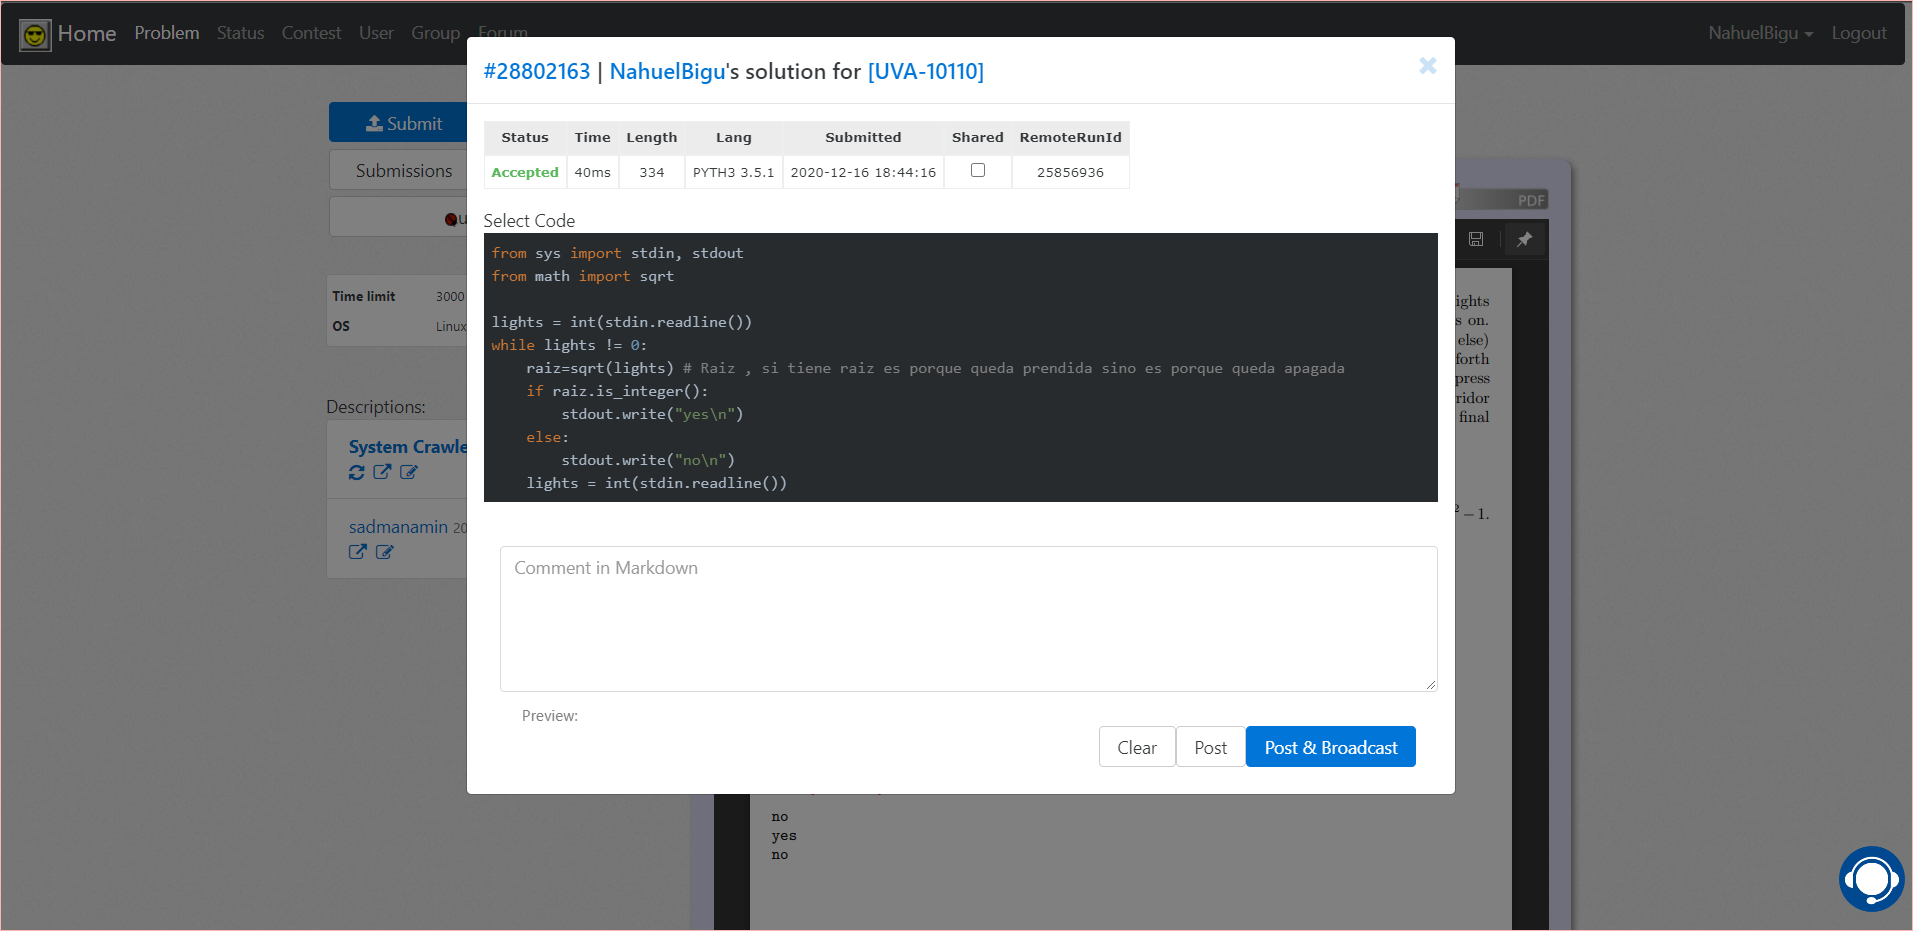 Home Problem Status Contest User Group Forum NahuelBigu Logout
#28802163 | NahuelBigu's solution for [UVA-10110]
Submit
Submissions
Time limit 3000
OS Linux
Descriptions:
System Crawle
sadmanamin 20
Status Time Length Lang Submitted Shared RemoteRunId
Accepted 40ms 334 PYTH3 3.5.1 2020-12-16 18:44:16 25856936
Select Code
from sys import stdin, stdout
from math import sqrt
lights = int(stdin.readline())
while lights != 0:
raiz=sqrt(lights) # Raiz , si tiene raiz es porque queda prendida sino es porque queda apagada
if raiz.is_integer():
stdout.write("yes\n")
else:
stdout.write("no\n")
lights = int(stdin.readline())
Comment in Markdown
Preview:
Clear Post Post & Broadcast
PDF
ights
s on.
else)
forth
press
ridor
final
² − 1.
no
yes
no